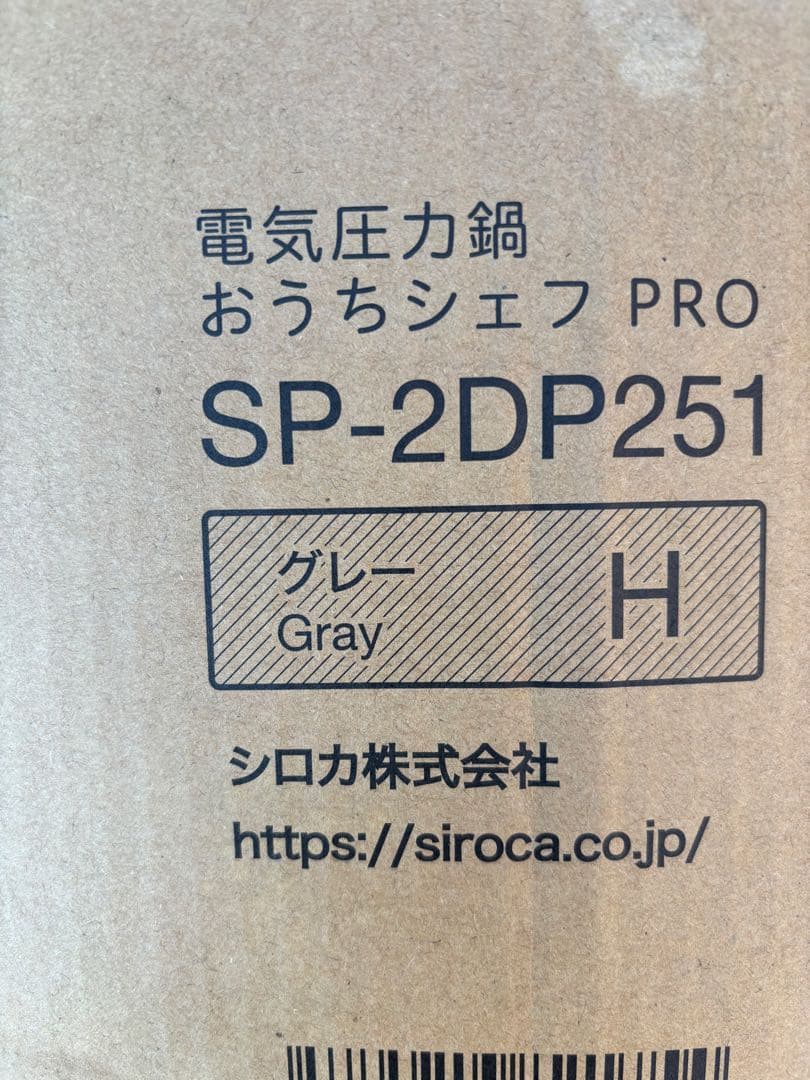 電気圧力鍋
おうちシェフ PRO
SP-2DP251
グレー
Gray
H
シロカ株式会社
https://siroca.co.jp/